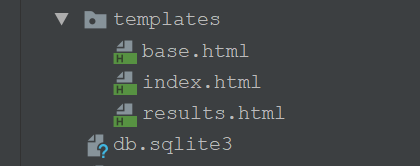 templates
base.html
index.html
results.html
db.sqlite3